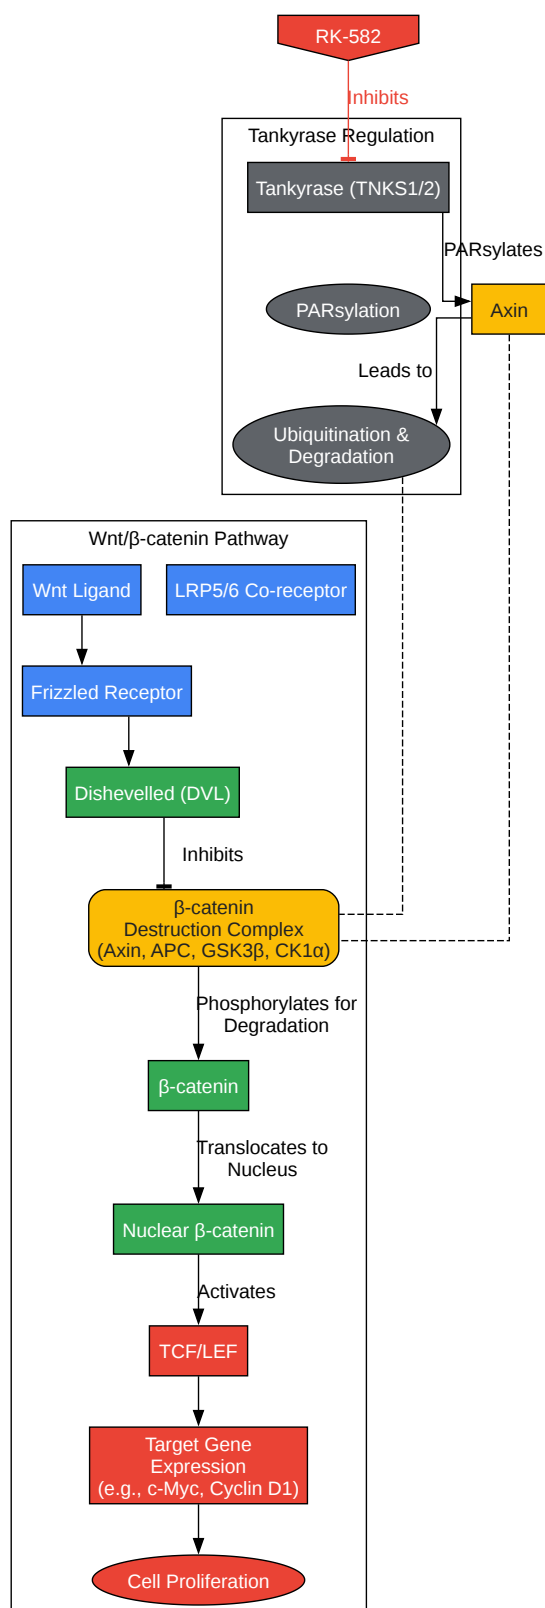 RK-582
Inhibits
Tankyrase Regulation
Tankyrase (TNKS1/2)
PARsylates
PARsylation
Axin
Leads to
Ubiquitination &
Degradation
Wnt/β-catenin Pathway
Wnt Ligand
LRP5/6 Co-receptor
Frizzled Receptor
Dishevelled (DVL)
Inhibits
β-catenin
Destruction Complex
(Axin, APC, GSK3β, CK1α)
Phosphorylates for
Degradation
β-catenin
Translocates to
Nucleus
Nuclear β-catenin
Activates
TCF/LEF
Target Gene
Expression
(e.g., c-Myc, Cyclin D1)
Cell Proliferation